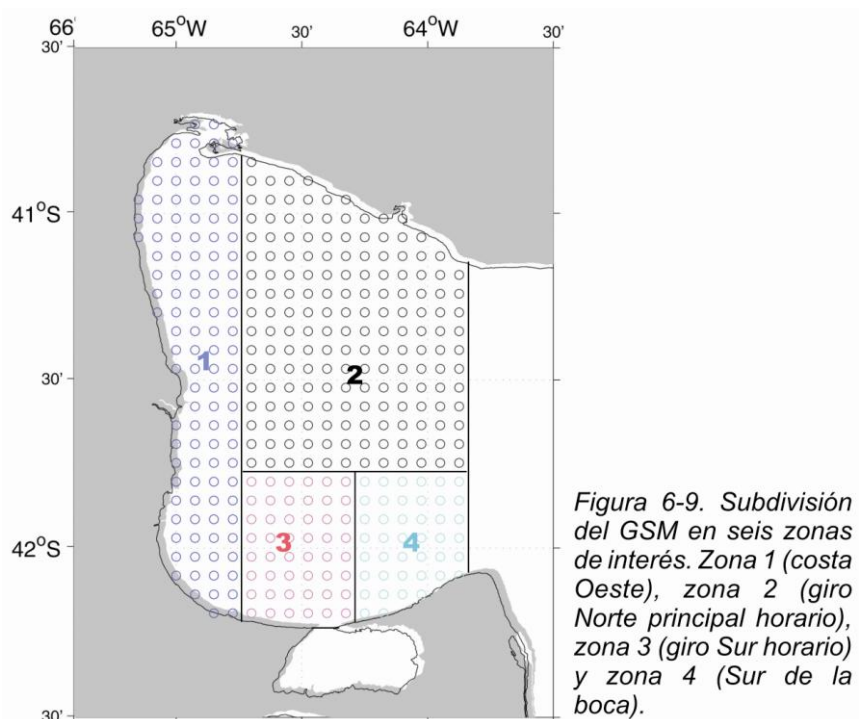 66'
65°W
30'
64°W
30'
30'
41°S
30'
42°S
30'
1
2
3
4
Figura 6-9. Subdivisión
del GSM en seis zonas
de interés. Zona 1 (costa
Oeste), zona 2 (giro
Norte principal horario),
zona 3 (giro Sur horario)
y zona 4 (Sur de la
boca).